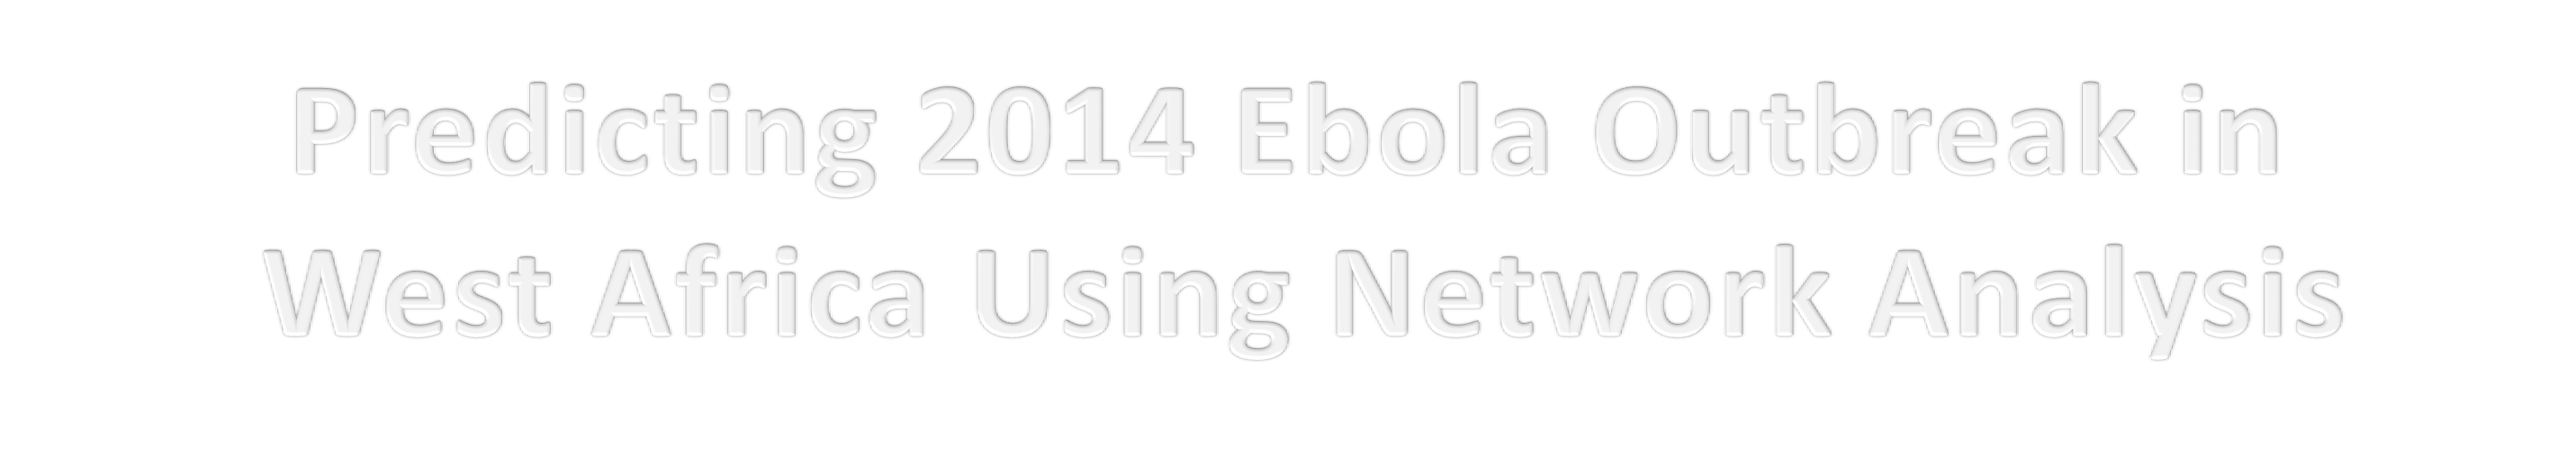 Predicting 2014 Ebola Outbreak in
West Africa Using Network Analysis